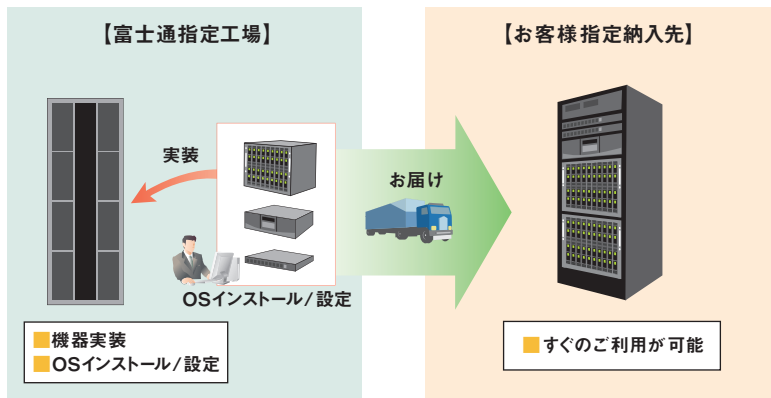 【富士通指定工場】
【お客様指定納入先】
実装
お届け
OSインストール/設定
■機器実装
■OSインストール/設定
■すぐのご利用が可能